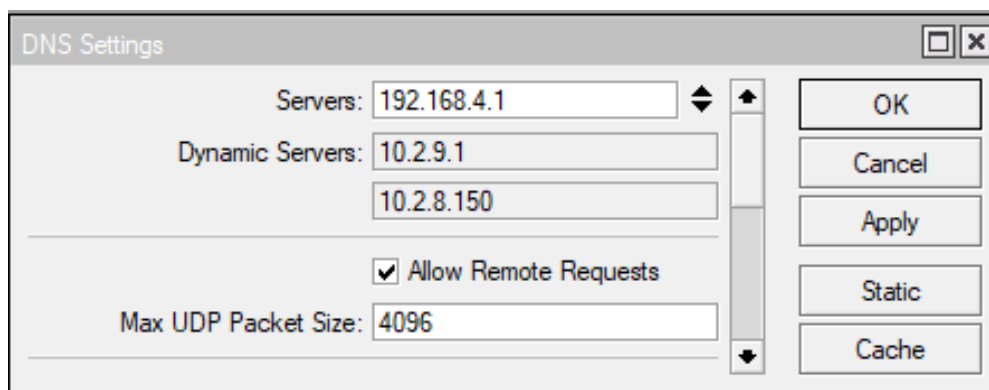 DNS Settings
Servers: 192.168.4.1
Dynamic Servers: 10.2.9.1
10.2.8.150
Allow Remote Requests
Max UDP Packet Size: 4096
OK
Cancel
Apply
Static
Cache